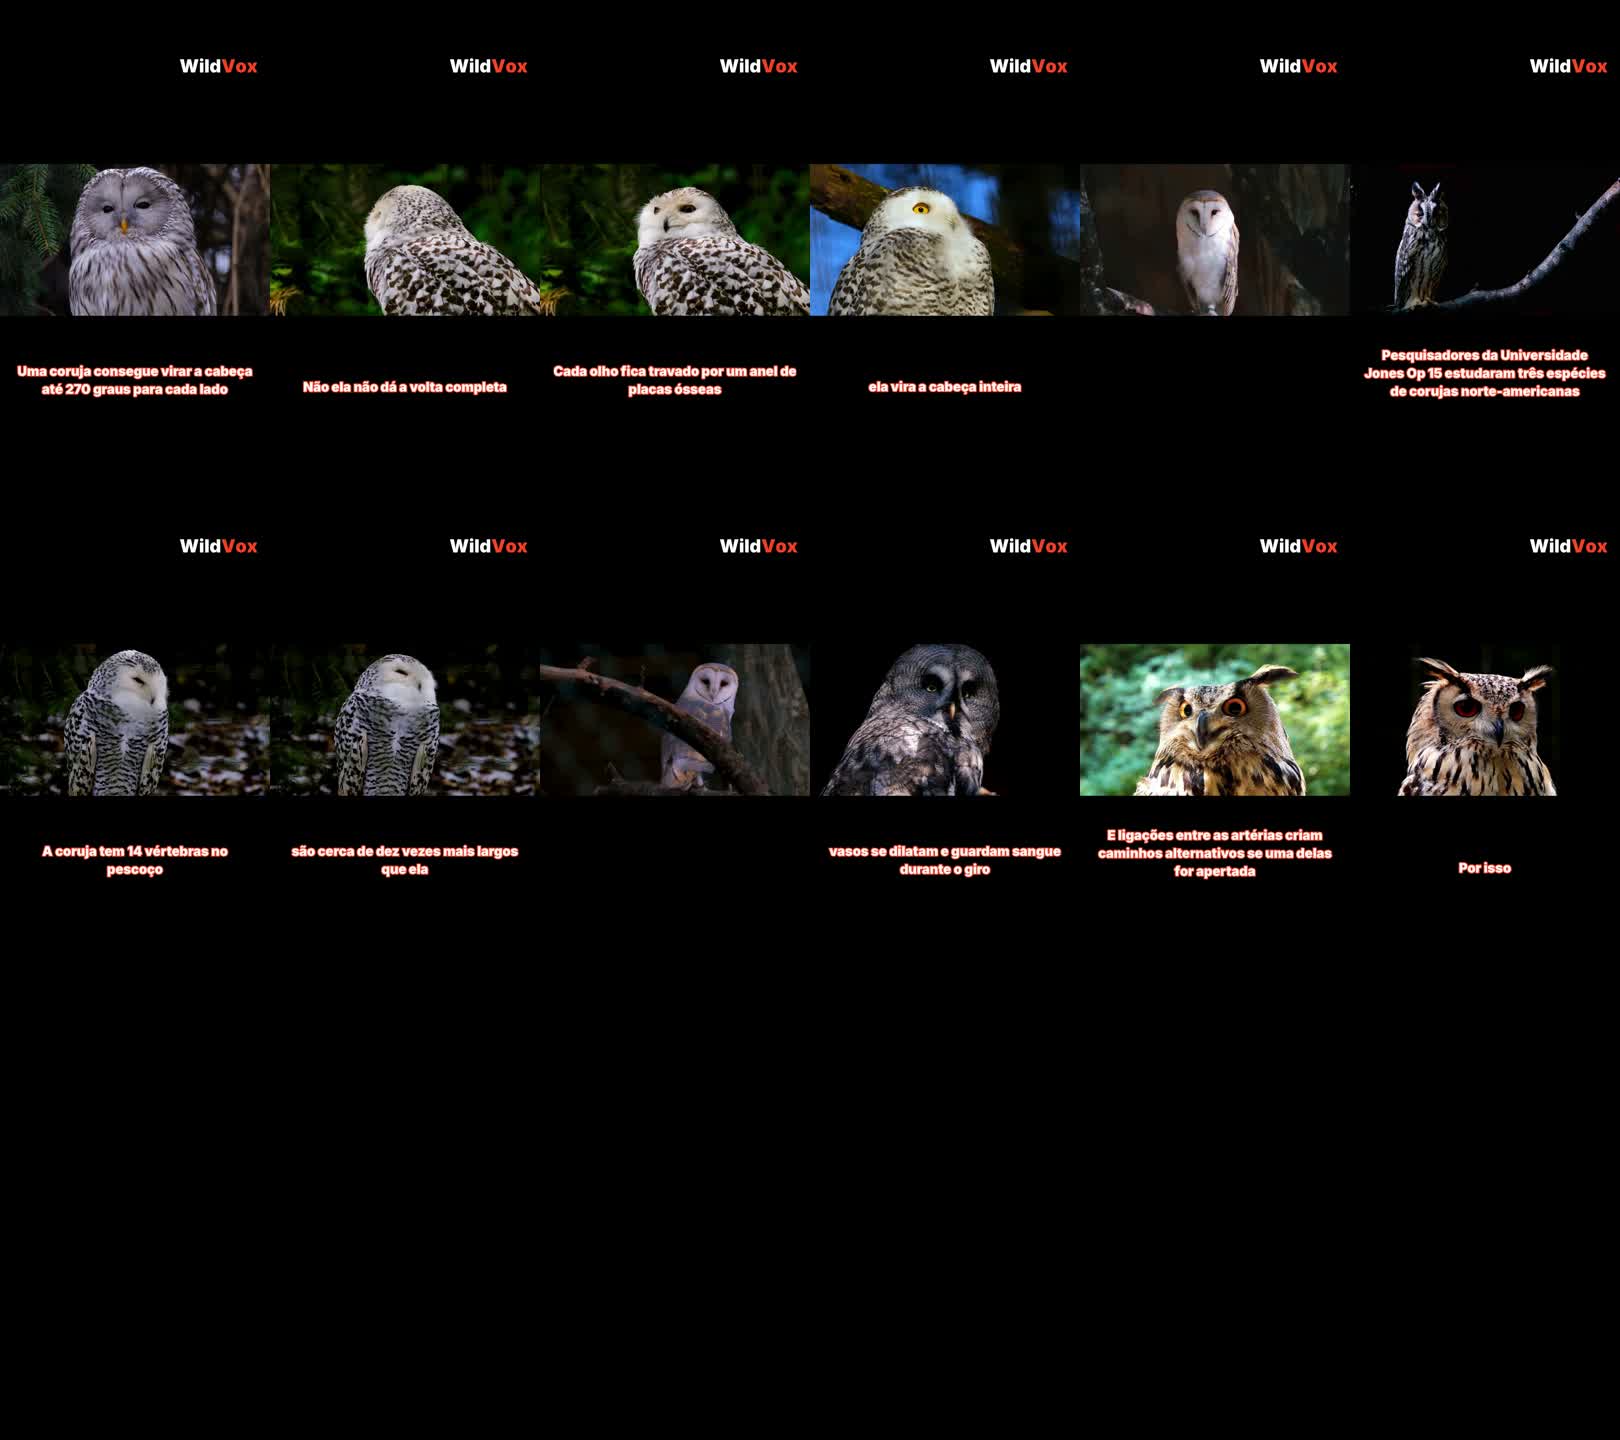 WildVox
WildVox
WildVox
WildVox
WildVox
WildVox
Uma coruja consegue virar a cabeça
até 270 graus para cada lado
Não ela não dá a volta completa
Cada olho fica travado por um anel de
placas ósseas
ela vira a cabeça inteira
Pesquisadores da Universidade
Jones Op 15 estudaram três espécies
de corujas norte-americanas
WildVox
WildVox
WildVox
WildVox
WildVox
WildVox
A coruja tem 14 vértebras no
pescoço
são cerca de dez vezes mais largos
que ela
vasos se dilatam e guardam sangue
durante o giro
E ligações entre as artérias criam
caminhos alternativos se uma delas
for apertada
Por isso